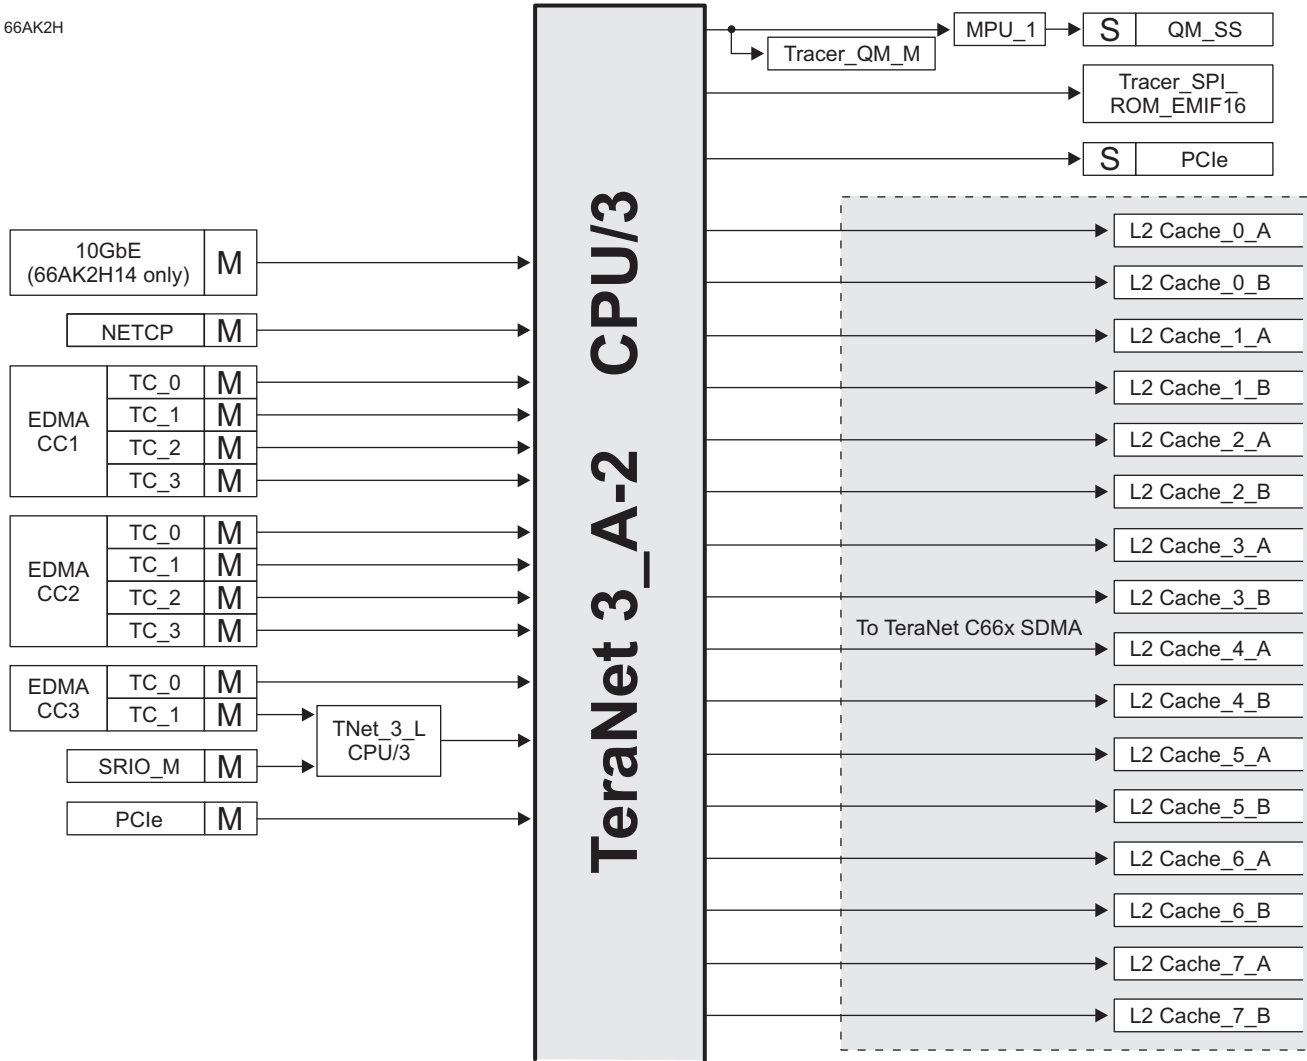 66AK2H
MPU_1
S
QM_SS
Tracer_QM_M
Tracer_SPI_
ROM_EMIF16
S
PCIe
10GbE
(66AK2H14 only)
M
NETCP
M
EDMA
CC1
TC_0
M
TC_1
M
TC_2
M
TC_3
M
EDMA
CC2
TC_0
M
TC_1
M
TC_2
M
TC_3
M
EDMA
CC3
TC_0
M
TC_1
M
TNet_3_L
CPU/3
SRIO_M
M
PCIe
M
TeraNet 3_A-2 CPU/3
To TeraNet C66x SDMA
L2 Cache_0_A
L2 Cache_0_B
L2 Cache_1_A
L2 Cache_1_B
L2 Cache_2_A
L2 Cache_2_B
L2 Cache_3_A
L2 Cache_3_B
L2 Cache_4_A
L2 Cache_4_B
L2 Cache_5_A
L2 Cache_5_B
L2 Cache_6_A
L2 Cache_6_B
L2 Cache_7_A
L2 Cache_7_B